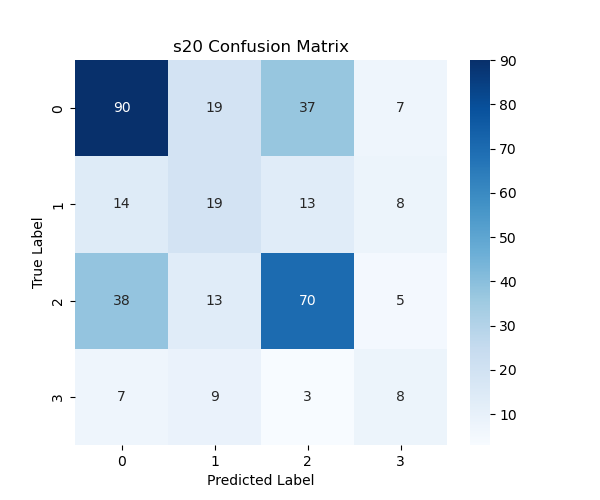 s20 Confusion Matrix
0 90 19 37 7
1 14 19 13 8
2 38 13 70 5
3 7 9 3 8
0 1 2 3
Predicted Label
True Label
90
80
70
60
50
40
30
20
10